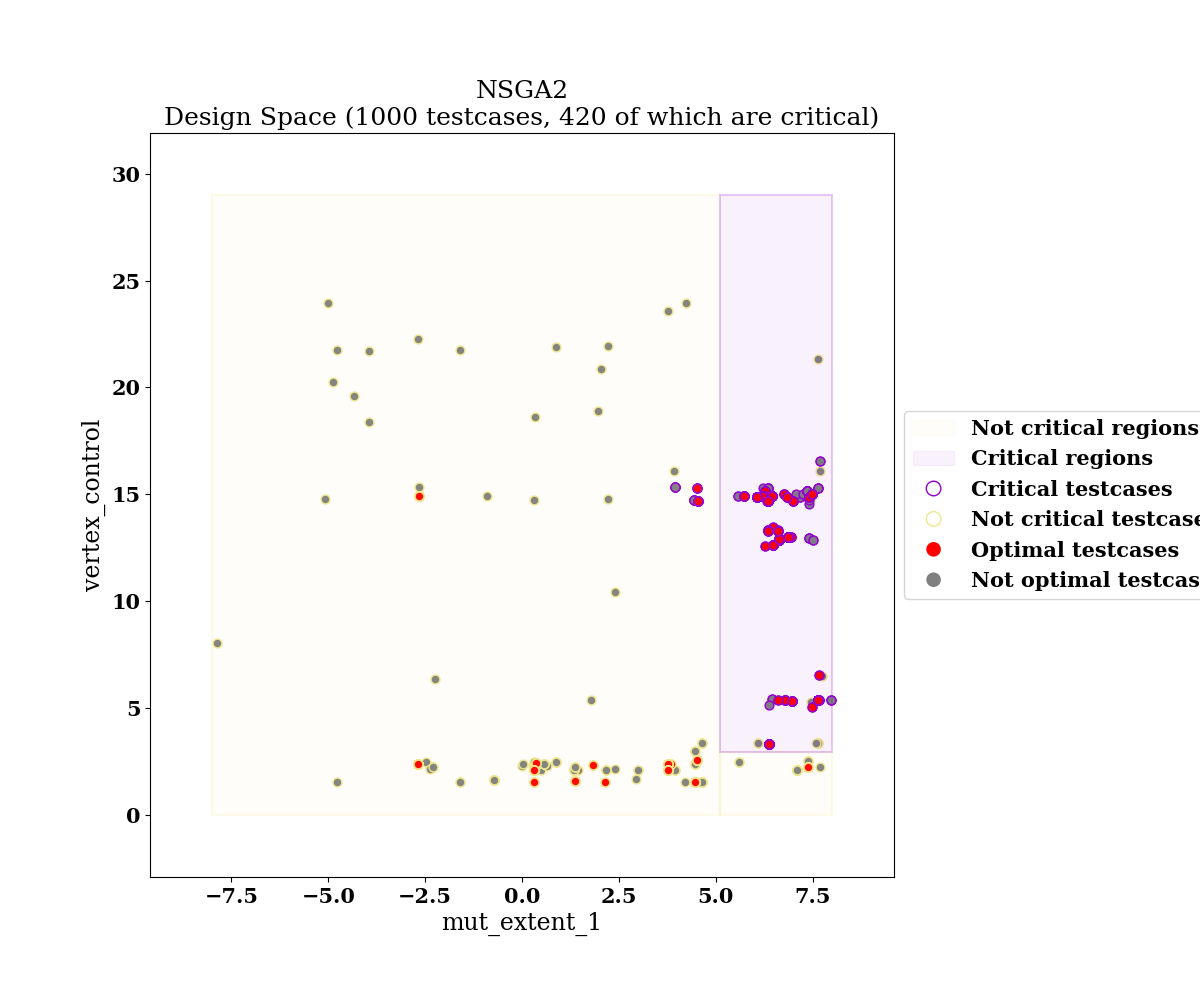 NSGA2
Design Space (1000 testcases, 420 of which are critical)
30
25
20
15
10
5
0
vertex_control
−7.5 −5.0 −2.5 0.0 2.5 5.0 7.5
mut_extent_1
Not critical regions
Critical regions
Critical testcases
Not critical testcase
Optimal testcases
Not optimal testcas